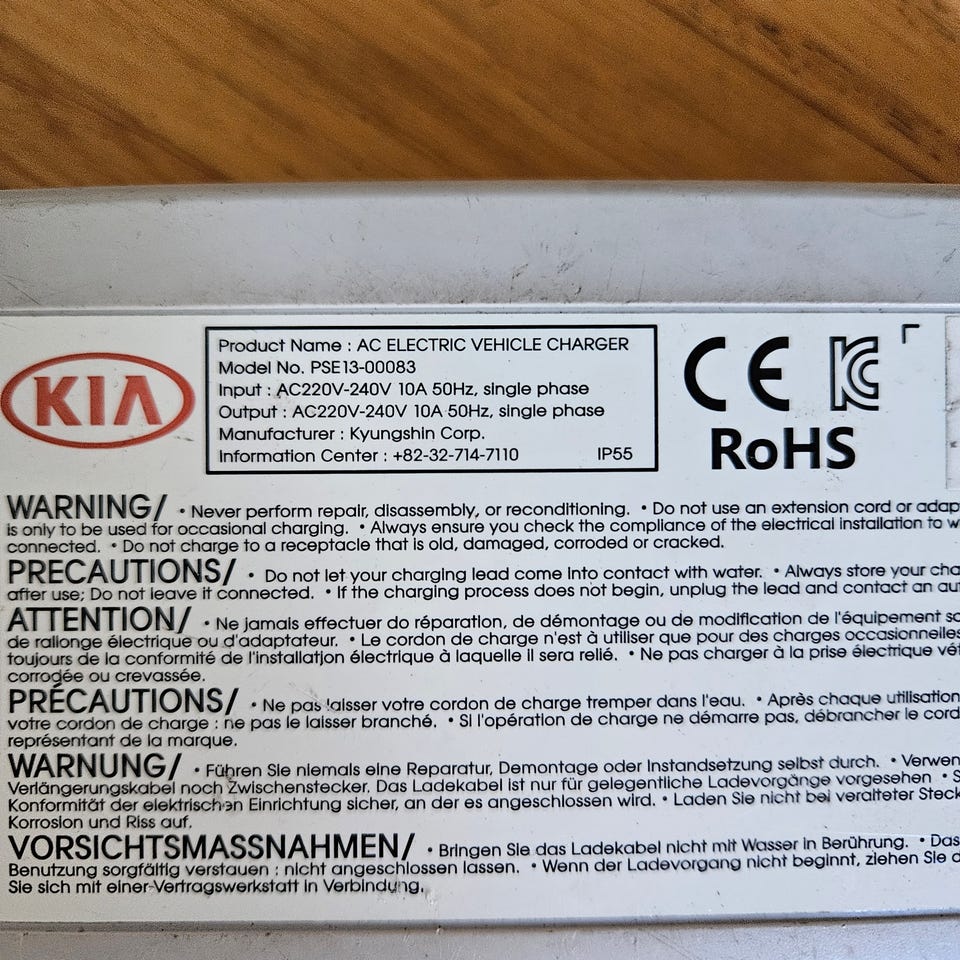 KIA
Product Name : AC ELECTRIC VEHICLE CHARGER
Model No. PSE13-00083
Input : AC220V-240V 10A 50Hz, single phase
Output : AC220V-240V 10A 50Hz, single phase
Manufacturer : Kyungshin Corp.
Information Center : +82-32-714-7110 IP55
CE
RoHS
WARNING/ • Never perform repair, disassembly, or reconditioning. • Do not use an extension cord or adap
is only to be used for occasional charging. • Always ensure you check the compliance of the electrical installation to w
connected. • Do not charge to a receptacle that is old, damaged, corroded or cracked.
PRECAUTIONS/ • Do not let your charging lead come into contact with water. • Always store your cha
after use; Do not leave it connected. • If the charging process does not begin, unplug the lead and contact an au
ATTENTION/ • Ne jamais effectuer do réparation, de démontage ou de modification de l'équipement so
de rallonge électrique ou d'adaptateur. • Le cordon de charge n'est à utiliser que pour des charges occasionnelles
toujours de la conformité de l'installation électrique à laquelle il sera relié. • Ne pas charger à la prise électrique vét
corrodée ou crevassée.
PRÉCAUTIONS/ • Ne pas laisser votre cordon de charge tremper dans l'eau. • Après chaque utilisation
votre cordon de charge : ne pas le laisser branché. • Si l'opération de charge ne démarre pas, débrancher le cord
représentant de la marque.
WARNUNG/ • Führen Sie niemals eine Reparatur, Demontage oder Instandsetzung selbst durch. • Verwen
Verlängerungskabel noch Zwischenstecker. Das Ladekabel ist nur für gelegentliche Ladevorgänge vorgesehen • S
Konformität der elektrischen Einrichtung sicher, an der es angeschlossen wird. • Laden Sie nicht bei veralteter Steck
Korrosion und Riss auf.
VORSICHTSMASSNAHMEN/ • Bringen Sie das Ladekabel nicht mit Wasser in Berührung. • Das
Benutzung sorgfältig verstauen : nicht angeschlossen lassen. • Wenn der Ladevorgang nicht beginnt, ziehen Sie d
Sie sich mit einer Vertragswerkstatt in Verbindung.